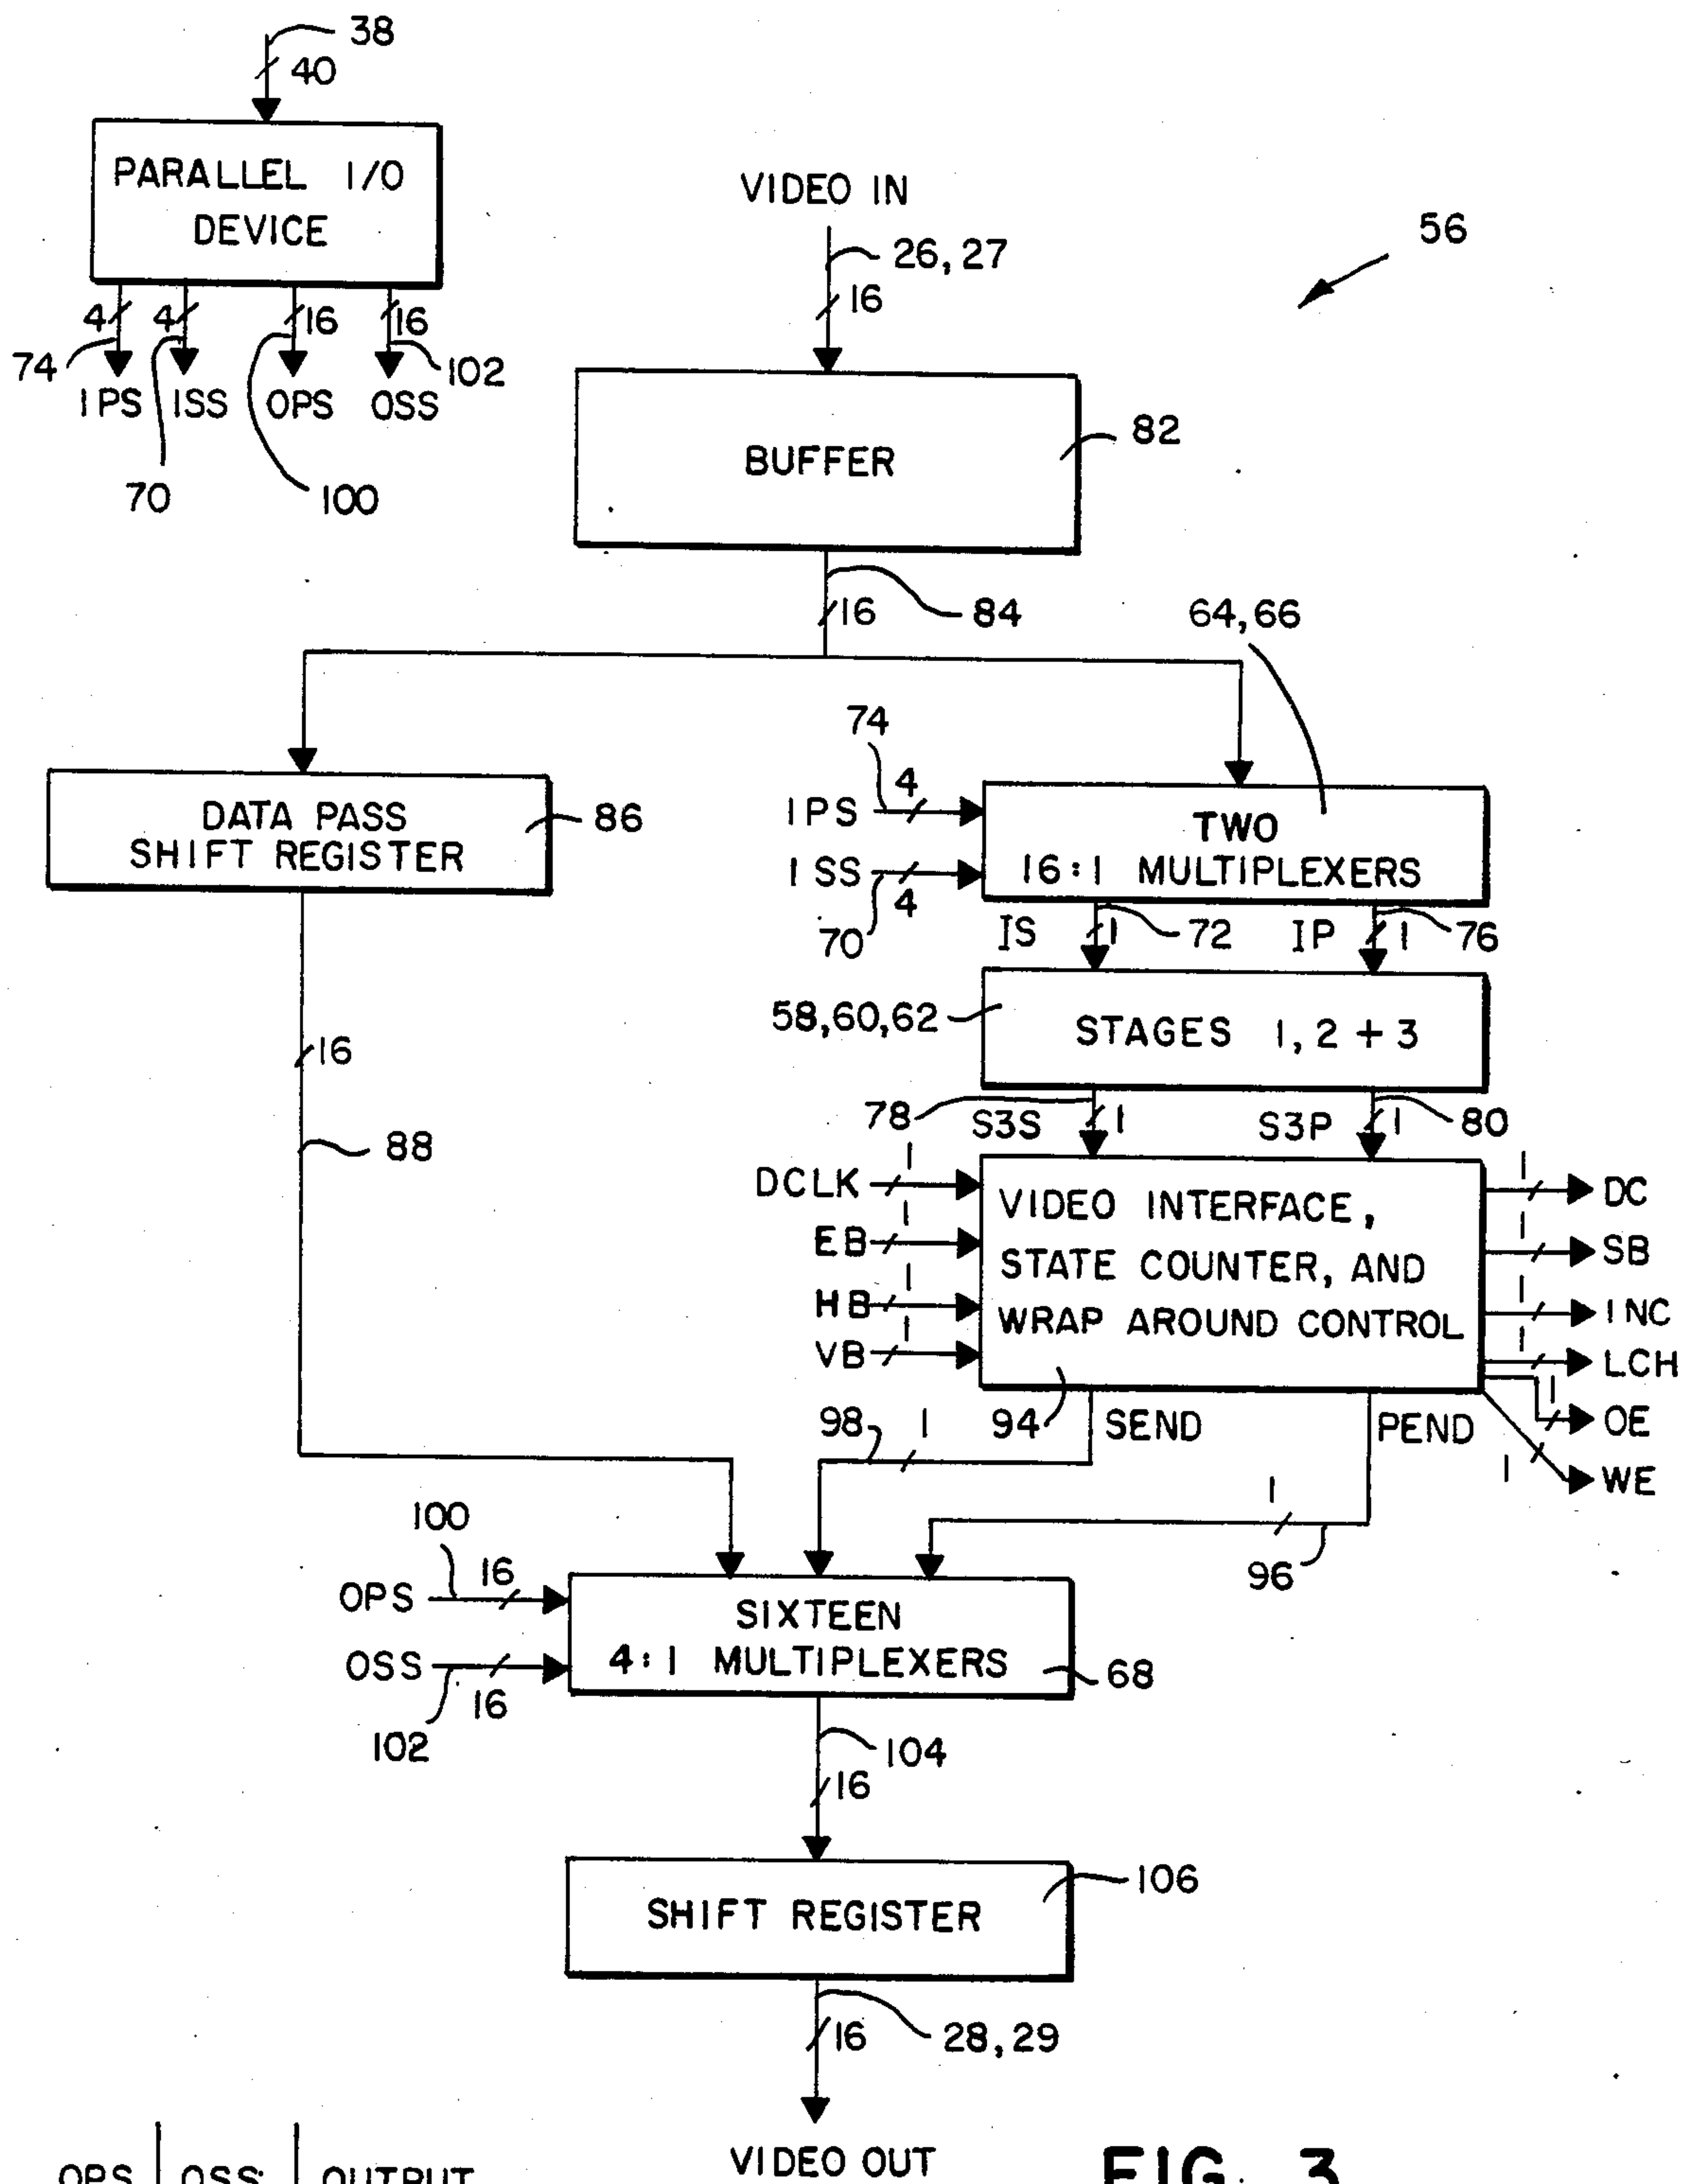 38
40
PARALLEL I/O
DEVICE
4 4 16 16
74 102
IPS ISS OPS OSS
70 100
VIDEO IN
26, 27
16
56
BUFFER
82
16 84
64, 66
DATA PASS
SHIFT REGISTER
86
74
IPS 4
ISS 4
70
TWO
16:1 MULTIPLEXERS
IS 1 72 IP 1 76
58, 60, 62
STAGES 1, 2 + 3
78 S3S 1 S3P 1 80
16
88
DCLK 1
EB 1
HB 1
VB 1
VIDEO INTERFACE,
STATE COUNTER, AND
WRAP AROUND CONTROL
1 DC
1 SB
1 INC
1 LCH
1 OE
1 WE
98 1 94 SEND PEND
1
96
100
OPS 16
OSS 16
102
SIXTEEN
4:1 MULTIPLEXERS
68
104
16
SHIFT REGISTER
106
16 28, 29
VIDEO OUT
FIG. 3
OPS OSS OUTPUT